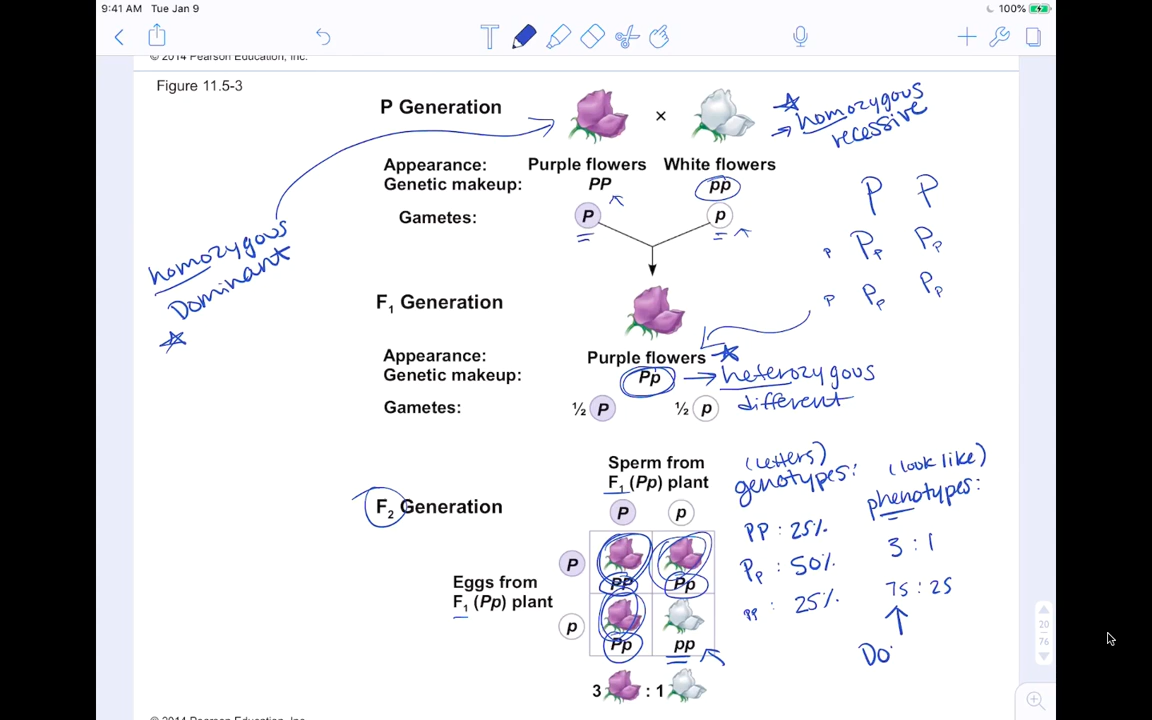 9:41 AM Tue Jan 9
100%
© 2014 Pearson Education, Inc.
Figure 11.5-3
P Generation
×
☆ homozygous
→ recessive
Appearance: Purple flowers White flowers
Genetic makeup: PP pp
Gametes: P p
P P
p Pp Pp
p Pp Pp
homozygous
Dominant
☆
F1 Generation
Appearance: Purple flowers ☆
Genetic makeup: Pp → heterozygous
different
Gametes: ½ P ½ p
Sperm from
F1 (Pp) plant
F2 Generation
P p
Eggs from
F1 (Pp) plant
P PP Pp
p Pp pp
3 : 1
(letters)
genotypes:
PP : 25%
Pp : 50%
pp : 25%
(look like)
phenotypes:
3 : 1
75 : 25
Do
20
76